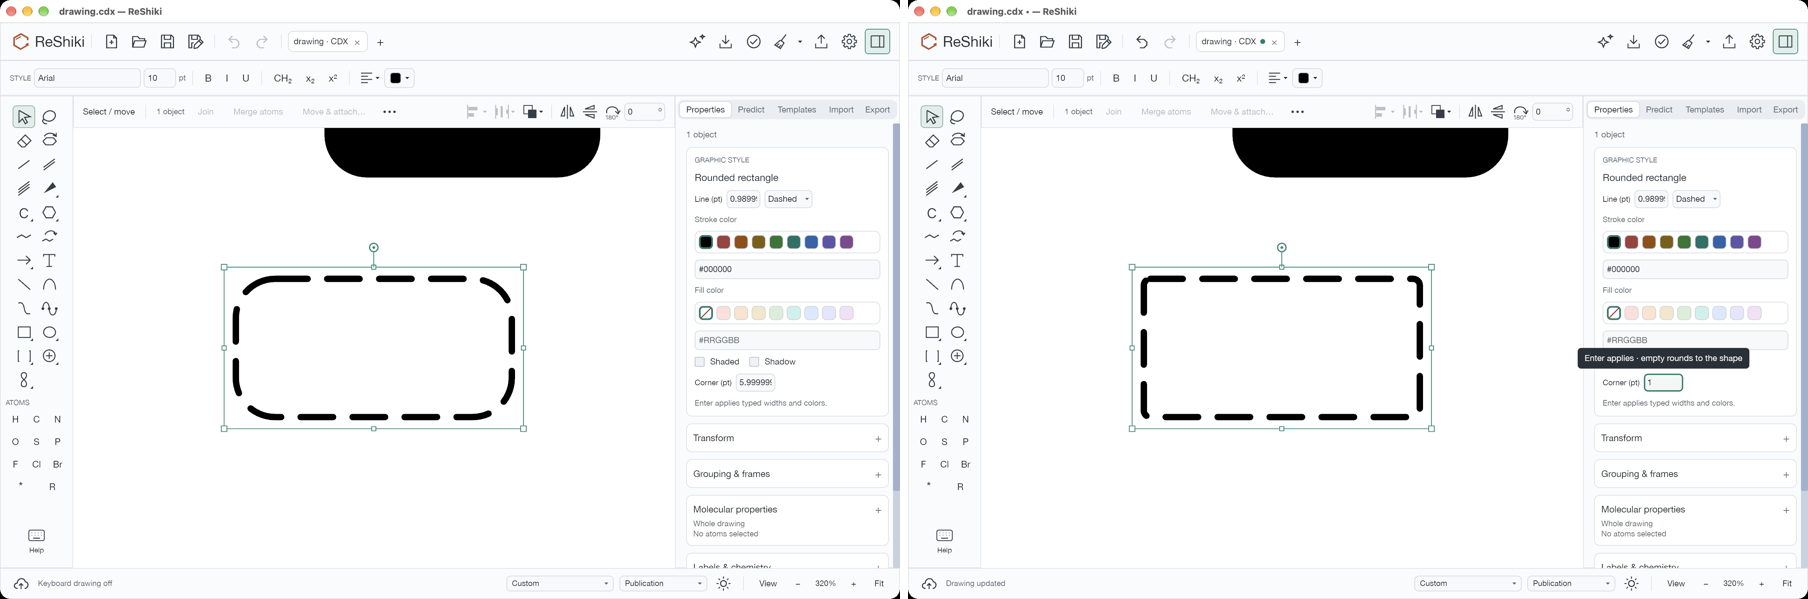 drawing.cdx — ReShiki
ReShiki
drawing · CDX × +
STYLE Arial 10 pt B I U CH₂ x₂ x²
Select / move 1 object Join Merge atoms Move & attach... ••• 180° 0 °
Properties Predict Templates Import Export
1 object
GRAPHIC STYLE
Rounded rectangle
Line (pt) 0.9899 Dashed
Stroke color
#000000
Fill color
#RRGGBB
Shaded Shadow
Corner (pt) 5.99999
Enter applies typed widths and colors.
Transform +
Grouping & frames +
Molecular properties +
Whole drawing
No atoms selected
Labels & chemistry
C
T
ATOMS
H C N
O S P
F Cl Br
* R
Help
Keyboard drawing off
Custom Publication View − 320% + Fit
drawing.cdx • — ReShiki
ReShiki
drawing · CDX ● × +
STYLE Arial 10 pt B I U CH₂ x₂ x²
Select / move 1 object Join Merge atoms Move & attach... ••• 180° 0 °
Properties Predict Templates Import Export
1 object
GRAPHIC STYLE
Rounded rectangle
Line (pt) 0.9899 Dashed
Stroke color
#000000
Fill color
#RRGGBB
Enter applies · empty rounds to the shape
Corner (pt) 1
Enter applies typed widths and colors.
Transform +
Grouping & frames +
Molecular properties +
Whole drawing
No atoms selected
Labels & chemistry
C
T
ATOMS
H C N
O S P
F Cl Br
* R
Help
Drawing updated
Custom Publication View − 320% + Fit